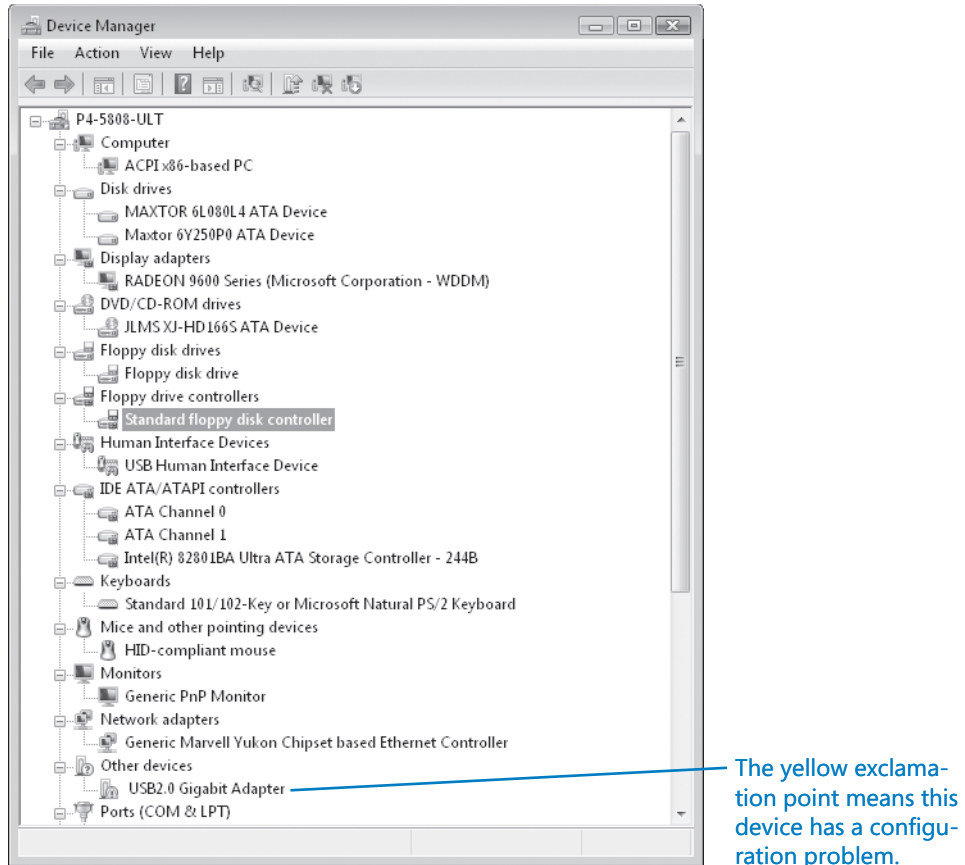 Device Manager
File Action View Help
P4-5808-ULT
Computer
ACPI x86-based PC
Disk drives
MAXTOR 6L080L4 ATA Device
Maxtor 6Y250P0 ATA Device
Display adapters
RADEON 9600 Series (Microsoft Corporation - WDDM)
DVD/CD-ROM drives
JLMS XJ-HD166S ATA Device
Floppy disk drives
Floppy disk drive
Floppy drive controllers
Standard floppy disk controller
Human Interface Devices
USB Human Interface Device
IDE ATA/ATAPI controllers
ATA Channel 0
ATA Channel 1
Intel(R) 82801BA Ultra ATA Storage Controller - 244B
Keyboards
Standard 101/102-Key or Microsoft Natural PS/2 Keyboard
Mice and other pointing devices
HID-compliant mouse
Monitors
Generic PnP Monitor
Network adapters
Generic Marvell Yukon Chipset based Ethernet Controller
Other devices
USB2.0 Gigabit Adapter
Ports (COM & LPT)
The yellow exclama-
tion point means this
device has a configu-
ration problem.